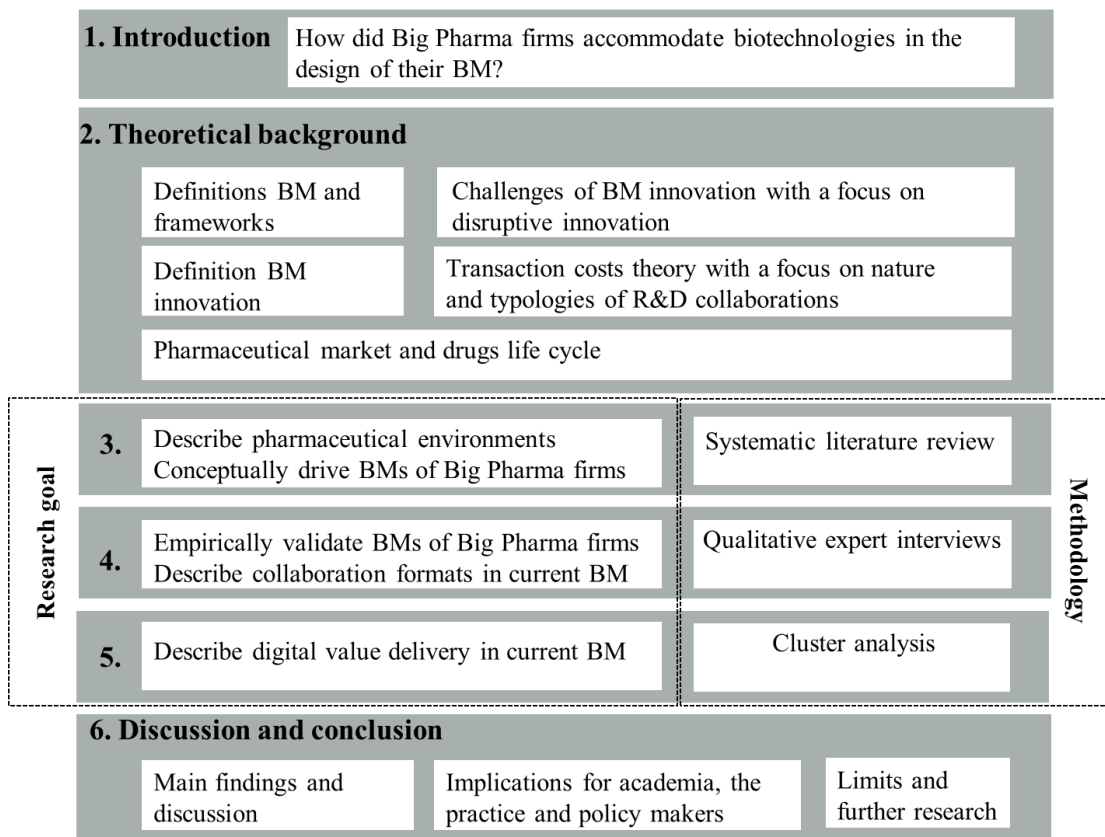 1. Introduction
How did Big Pharma firms accommodate biotechnologies in the
design of their BM?
2. Theoretical background
Definitions BM and
frameworks
Challenges of BM innovation with a focus on
disruptive innovation
Definition BM
innovation
Transaction costs theory with a focus on nature
and typologies of R&D collaborations
Pharmaceutical market and drugs life cycle
Research goal
3.
Describe pharmaceutical environments
Conceptually drive BMs of Big Pharma firms
Systematic literature review
4.
Empirically validate BMs of Big Pharma firms
Describe collaboration formats in current BM
Qualitative expert interviews
5.
Describe digital value delivery in current BM
Cluster analysis
Methodology
6. Discussion and conclusion
Main findings and
discussion
Implications for academia, the
practice and policy makers
Limits and
further research